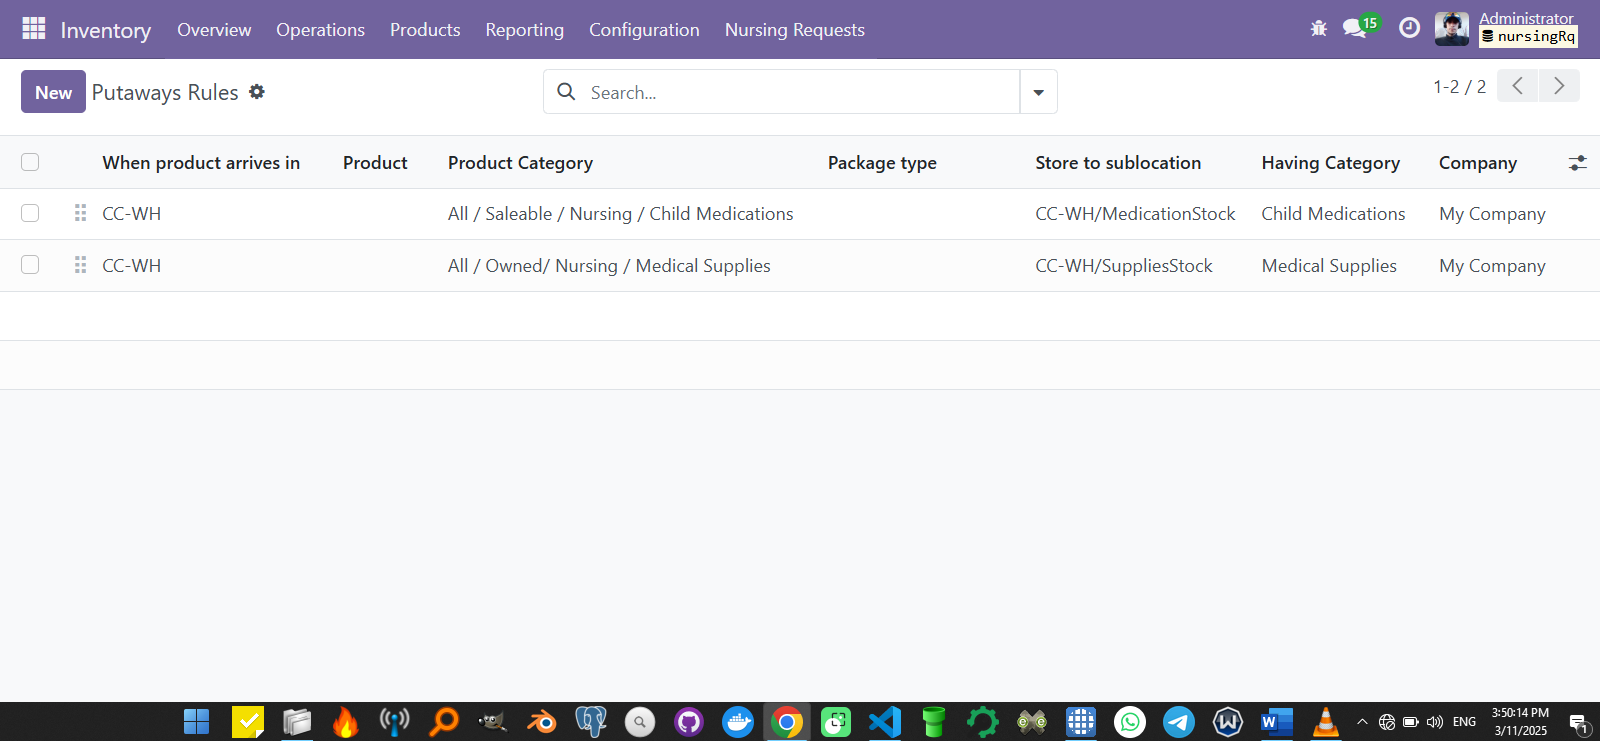 Inventory Overview Operations Products Reporting Configuration Nursing Requests 15 Administrator
nursingRq
New Putaways Rules Search... 1-2 / 2
When product arrives in Product Product Category Package type Store to sublocation Having Category Company
CC-WH All / Saleable / Nursing / Child Medications CC-WH/MedicationStock Child Medications My Company
CC-WH All / Owned/ Nursing / Medical Supplies CC-WH/SuppliesStock Medical Supplies My Company
ENG 3:50:14 PM
3/11/2025 1